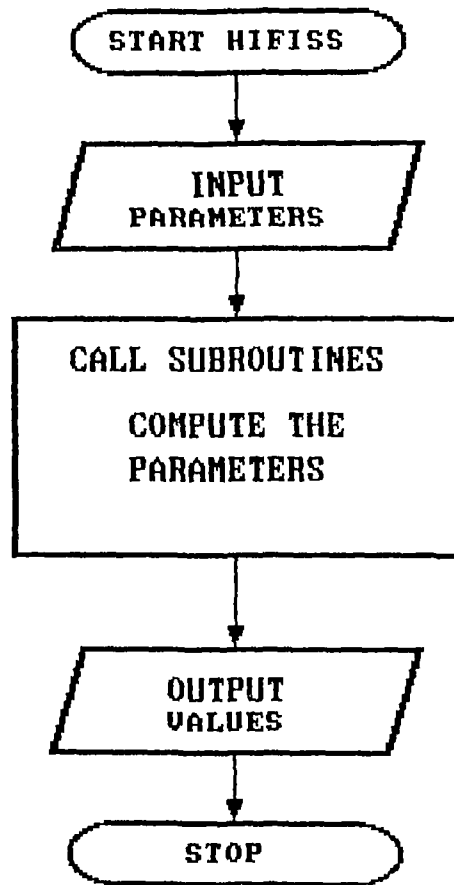 START HIFISS
INPUT
PARAMETERS
CALL SUBROUTINES
COMPUTE THE
PARAMETERS
OUTPUT
VALUES
STOP